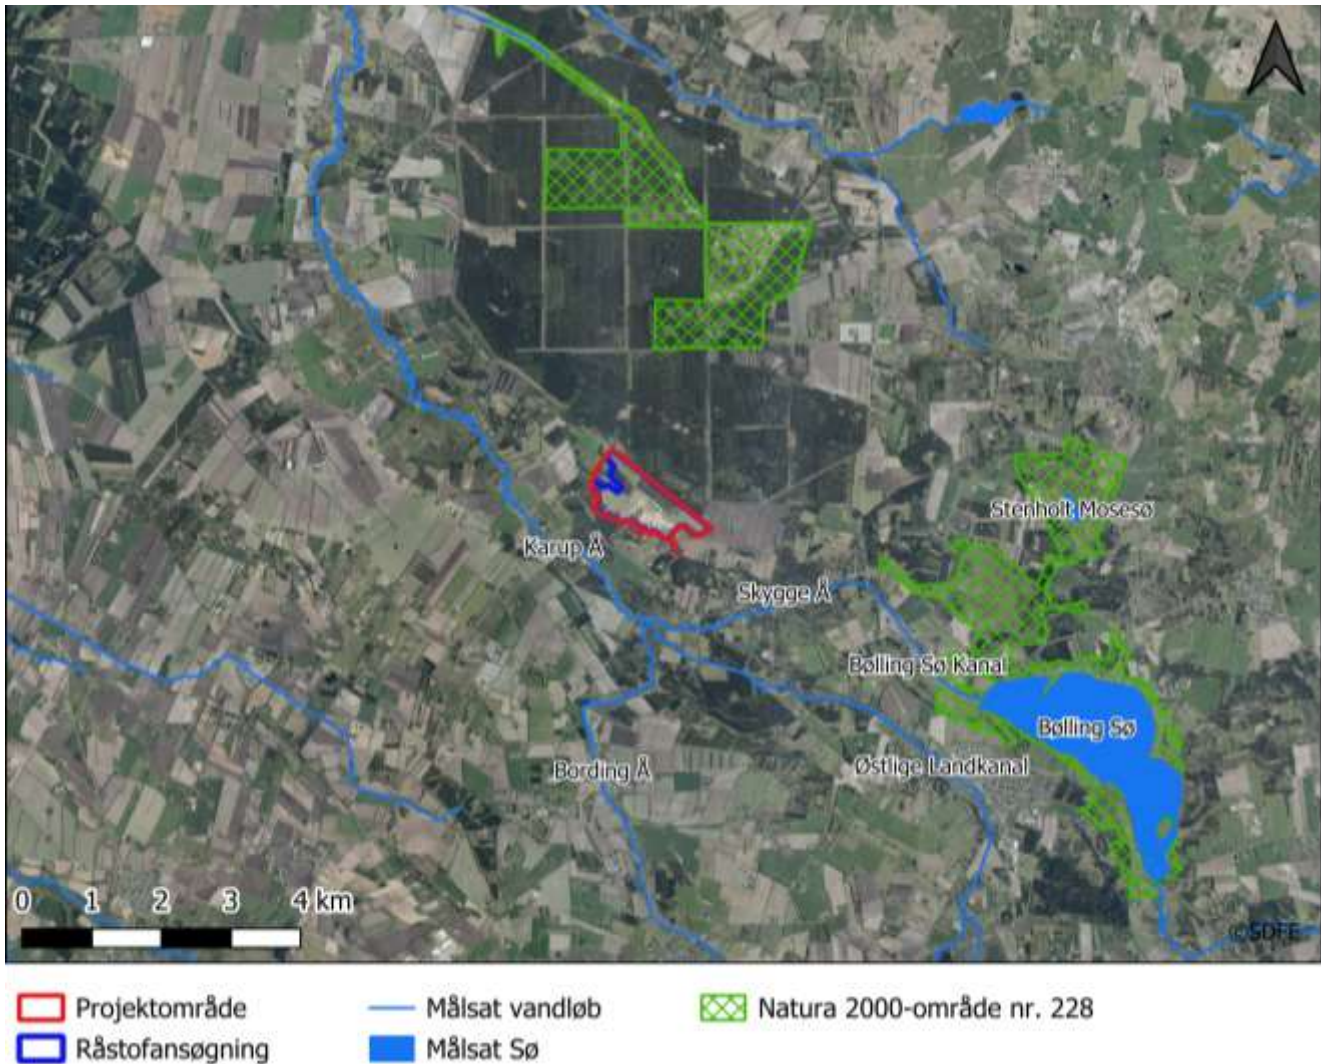 Stenholt Mosesø
Karup Å
Skygge Å
Bølling Sø Kanal
Bølling Sø
Østlige Landkanal
Bording Å
0 1 2 3 4 km
©SDFE
Projektområde
Målsat vandløb
Natura 2000-område nr. 228
Råstofansøgning
Målsat Sø